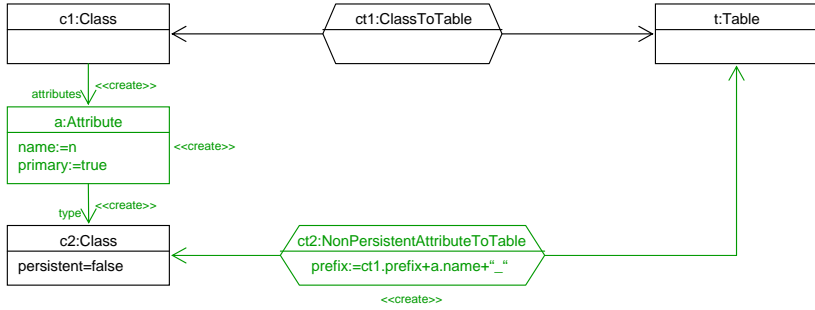 c1:Class
ct1:ClassToTable
t:Table
attributes
<<create>>
a:Attribute
name:=n
primary:=true
<<create>>
type
<<create>>
c2:Class
persistent=false
ct2:NonPersistentAttributeToTable
prefix:=ct1.prefix+a.name+“_“
<<create>>